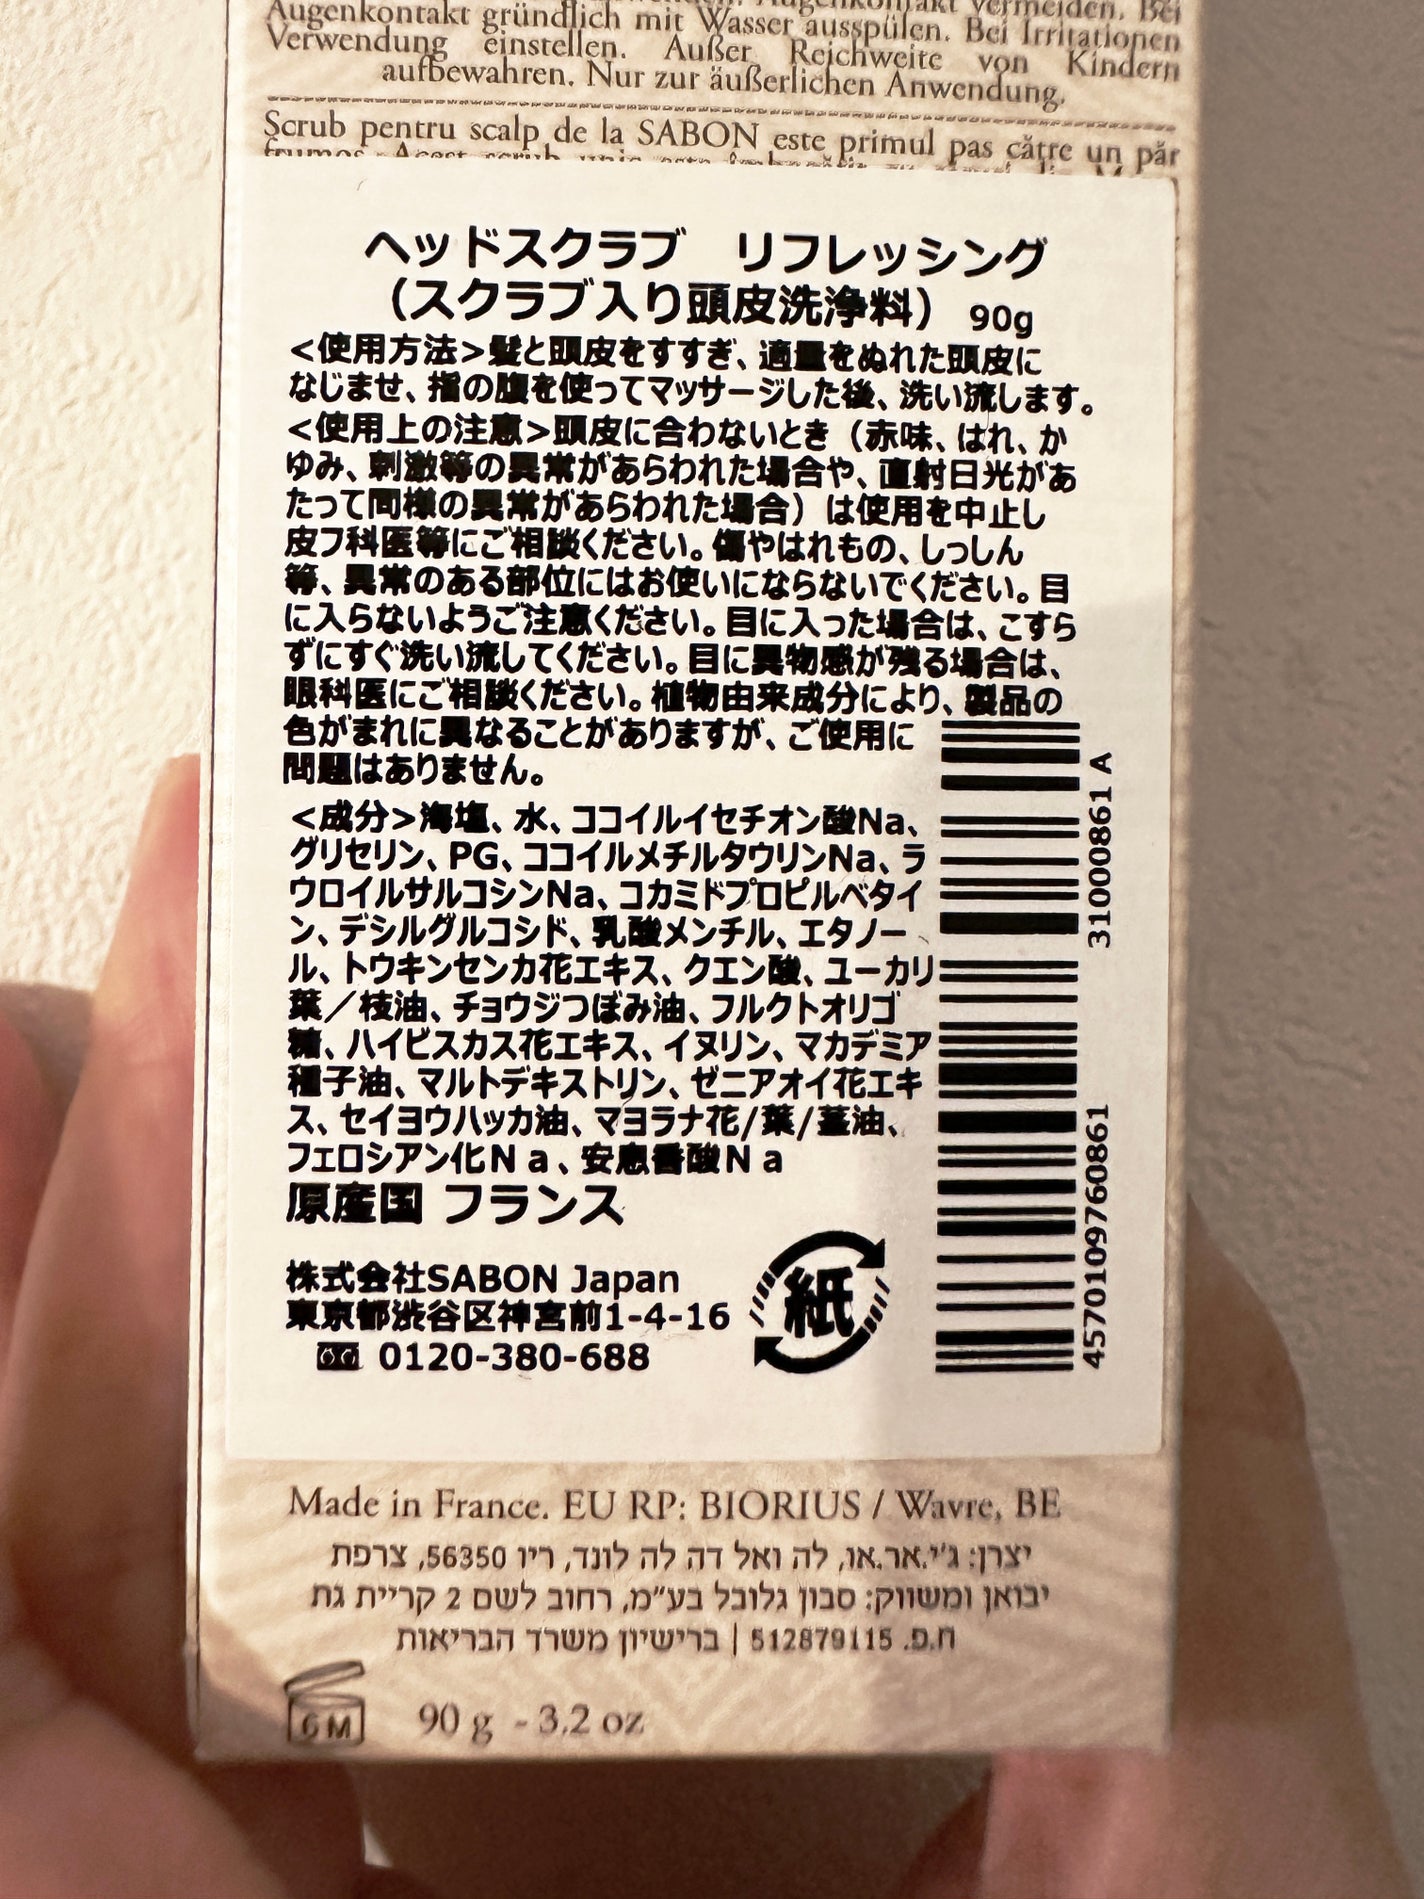 Augenkontakt vermeiden. Bei
Augenkontakt gründlich mit Wasser ausspülen. Bei Irritationen
Verwendung einstellen. Außer Reichweite von Kindern
aufbewahren. Nur zur äußerlichen Anwendung.
Scrub pentru scalp de la SABON este primul pas către un păr
frumos. Acest scrub unic este
ヘッドスクラブ リフレッシング
（スクラブ入り頭皮洗浄料） 90g
＜使用方法＞髪と頭皮をすすぎ、適量をぬれた頭皮に
なじませ、指の腹を使ってマッサージした後、洗い流します。
＜使用上の注意＞頭皮に合わないとき（赤味、はれ、か
ゆみ、刺激等の異常があらわれた場合や、直射日光があ
たって同様の異常があらわれた場合）は使用を中止し
皮フ科医等にご相談ください。傷やはれもの、しっしん
等、異常のある部位にはお使いにならないでください。目
に入らないようご注意ください。目に入った場合は、こすら
ずにすぐ洗い流してください。目に異物感が残る場合は、
眼科医にご相談ください。植物由来成分により、製品の
色がまれに異なることがありますが、ご使用に
問題はありません。
＜成分＞海塩、水、ココイルイセチオン酸Na、
グリセリン、PG、ココイルメチルタウリンNa、ラ
ウロイルサルコシンNa、コカミドプロピルベタイ
ン、デシルグルコシド、乳酸メンチル、エタノー
ル、トウキンセンカ花エキス、クエン酸、ユーカリ
葉／枝油、チョウジつぼみ油、フルクトオリゴ
糖、ハイビスカス花エキス、イヌリン、マカデミア
種子油、マルトデキストリン、ゼニアオイ花エキ
ス、セイヨウハッカ油、マヨラナ花/葉/茎油、
フェロシアン化Ｎａ、安息香酸Ｎａ
原産国 フランス
株式会社SABON Japan
東京都渋谷区神宮前1-4-16
0120-380-688
紙
31000861 A
4570109760861
Made in France. EU RP: BIORIUS / Wavre, BE
יצרן: ג'י.אר.או, לה ואל דה לה לונד, ריו 56350, צרפת
יבואן ומשווק: סבון גלובל בע"מ, רחוב לשם 2 קריית גת
ח.פ. 512879115 | ברישיון משרד הבריאות
6 M
90 g - 3.2 oz